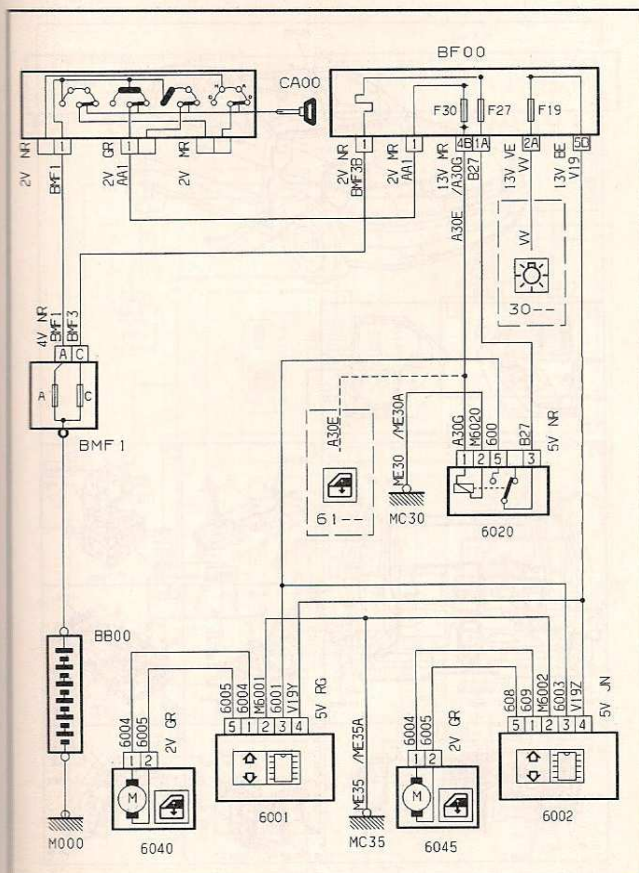 BF00
CA00
F30
F27
F19
1
1
1
1
4B
1A
2A
5D
2V NR
BMF1
2V GR
AA1
2V MR
2V NR
BMF3B
2V MR
AA1
13V MR
/A30G
B27
13V VE
VV
13V BE
V19
A30E
VV
30--
4V NR
BMF1
BMF3
A
C
A
C
BMF1
A30E
61--
ME30
/ME30A
MC30
A30G
M6020
600
B27
5V NR
1
2
5
3
6020
BB00
M000
6004
6005
2V GR
1
2
M
6040
6005
6004
M6001
6001
V19Y
5V RG
5
1
2
3
4
6001
ME35
/ME35A
MC35
6004
6005
2V GR
1
2
M
6045
608
609
M6002
6003
V19Z
5V JN
5
1
2
3
4
6002